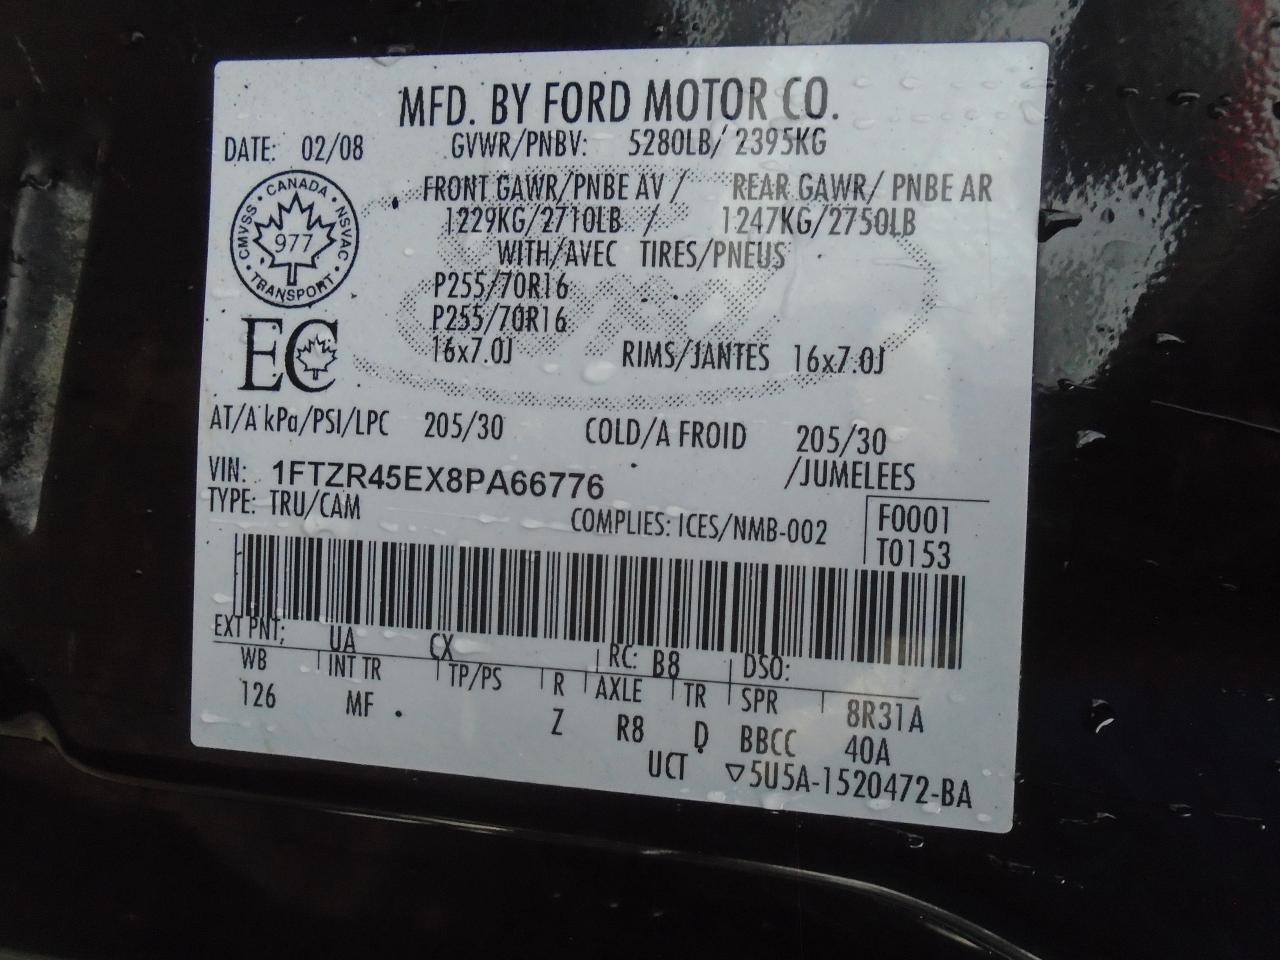 MFD. BY FORD MOTOR CO.
DATE: 02/08 GVWR/PNBV: 5280LB/ 2395KG
FRONT GAWR/PNBE AV / REAR GAWR/ PNBE AR
1229KG/2710LB / 1247KG/2750LB
WITH/AVEC TIRES/PNEUS
CANADA
CMVSS NSVAC
977
TRANSPORT
P255/70R16
P255/70R16
EC
16x7.0J RIMS/JANTES 16x7.0J
AT/A kPa/PSI/LPC 205/30 COLD/A FROID 205/30
VIN: 1FTZR45EX8PA66776 /JUMELEES
TYPE: TRU/CAM COMPLIES: ICES/NMB-002
F0001
T0153
EXT PNT: UA CX RC: B8 DSO:
WB INT TR TP/PS R AXLE TR SPR 8R31A
126 MF Z R8 D BBCC 40A
UCT ▽5U5A-1520472-BA